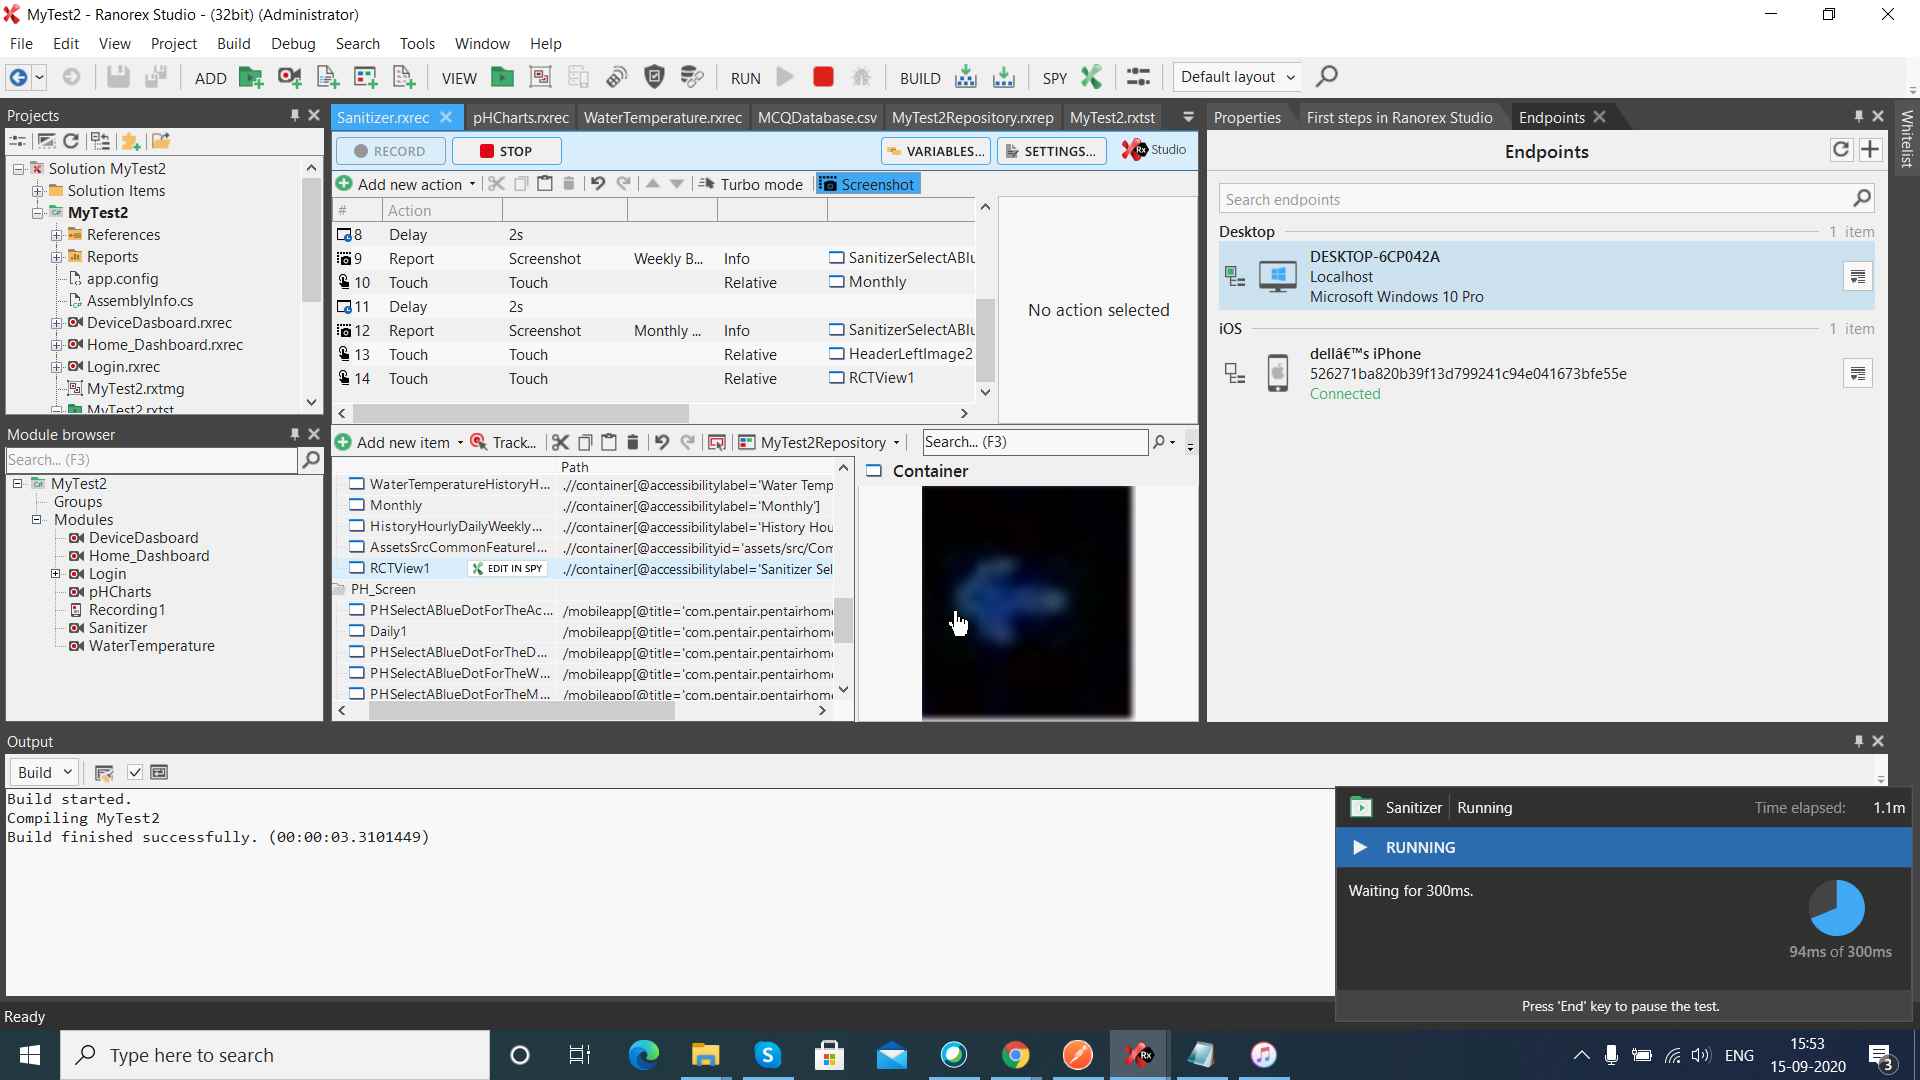 MyTest2 - Ranorex Studio - (32bit) (Administrator)
File Edit View Project Build Debug Search Tools Window Help
ADD VIEW RUN BUILD SPY Default layout
Projects
Solution MyTest2
Solution Items
MyTest2
References
Reports
app.config
AssemblyInfo.cs
DeviceDasboard.rxrec
Home_Dashboard.rxrec
Login.rxrec
MyTest2.rxtmg
MyTest2.rxtst
Module browser
Search... (F3)
MyTest2
Groups
Modules
DeviceDasboard
Home_Dashboard
Login
pHCharts
Recording1
Sanitizer
WaterTemperature
Sanitizer.rxrec pHCharts.rxrec WaterTemperature.rxrec MCQDatabase.csv MyTest2Repository.rxrep MyTest2.rxtst
RECORD STOP VARIABLES... SETTINGS... Rx Studio
Add new action Turbo mode Screenshot
# Action
8 Delay 2s
9 Report Screenshot Weekly B... Info SanitizerSelectABlu
10 Touch Touch Relative Monthly
11 Delay 2s
12 Report Screenshot Monthly ... Info SanitizerSelectABlu
13 Touch Touch Relative HeaderLeftImage2
14 Touch Touch Relative RCTView1
No action selected
Add new item Track... MyTest2Repository Search... (F3)
Path
WaterTemperatureHistoryH... .//container[@accessibilitylabel='Water Temp
Monthly .//container[@accessibilitylabel='Monthly']
HistoryHourlyDailyWeekly... .//container[@accessibilitylabel='History Hou
AssetsSrcCommonFeatureI... .//container[@accessibilityid='assets/src/Com
RCTView1 EDIT IN SPY .//container[@accessibilitylabel='Sanitizer Sel
PH_Screen
PHSelectABlueDotForTheAc... /mobileapp[@title='com.pentair.pentairhome
Daily1 /mobileapp[@title='com.pentair.pentairhome
PHSelectABlueDotForTheD... /mobileapp[@title='com.pentair.pentairhome
PHSelectABlueDotForTheW... /mobileapp[@title='com.pentair.pentairhome
PHSelectABlueDotForTheM... /mobileapp[@title='com.pentair.pentairhome
Container
Properties First steps in Ranorex Studio Endpoints
Endpoints
Search endpoints
Desktop 1 item
DESKTOP-6CP042A
Localhost
Microsoft Windows 10 Pro
iOS 1 item
dellâ€™s iPhone
526271ba820b39f13d799241c94e041673bfe55e
Connected
Whitelist
Output
Build
Build started.
Compiling MyTest2
Build finished successfully. (00:00:03.3101449)
Sanitizer Running Time elapsed: 1.1m
RUNNING
Waiting for 300ms.
94ms of 300ms
Press 'End' key to pause the test.
Ready
Type here to search
Rx
ENG
15:53
15-09-2020
3